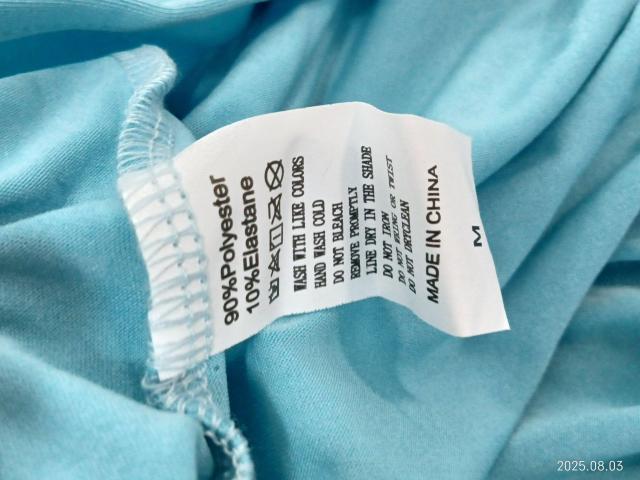 90%Polyester
10%Elastane
WASH WITH LIKE COLORS
HAND WASH COLD
DO NOT BLEACH
REMOVE PROMPTLY
LINE DRY IN THE SHADE
DO NOT IRON
DO NOT WRING OR TWIST
DO NOT DRYCLEAN
MADE IN CHINA
M
2025.08.03